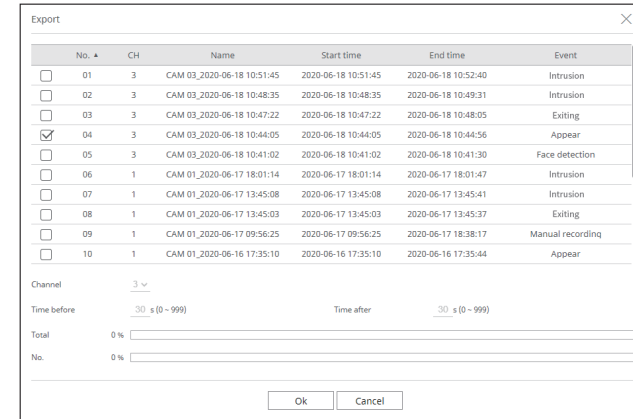 Export
No. ▲ CH Name Start time End time Event
01 3 CAM 03_2020-06-18 10:51:45 2020-06-18 10:51:45 2020-06-18 10:52:40 Intrusion
02 3 CAM 03_2020-06-18 10:48:35 2020-06-18 10:48:35 2020-06-18 10:49:31 Intrusion
03 3 CAM 03_2020-06-18 10:47:22 2020-06-18 10:47:22 2020-06-18 10:48:05 Exiting
04 3 CAM 03_2020-06-18 10:44:05 2020-06-18 10:44:05 2020-06-18 10:44:56 Appear
05 3 CAM 03_2020-06-18 10:41:02 2020-06-18 10:41:02 2020-06-18 10:41:30 Face detection
06 1 CAM 01_2020-06-17 18:01:14 2020-06-17 18:01:14 2020-06-17 18:01:47 Intrusion
07 1 CAM 01_2020-06-17 13:45:08 2020-06-17 13:45:08 2020-06-17 13:45:41 Intrusion
08 1 CAM 01_2020-06-17 13:45:03 2020-06-17 13:45:03 2020-06-17 13:45:37 Exiting
09 1 CAM 01_2020-06-17 09:56:25 2020-06-17 09:56:25 2020-06-17 18:38:17 Manual recording
10 1 CAM 01_2020-06-16 17:35:10 2020-06-16 17:35:10 2020-06-16 17:35:44 Appear
Channel 3
Time before 30 s (0 ~ 999) Time after 30 s (0 ~ 999)
Total 0 %
No. 0 %
Ok Cancel